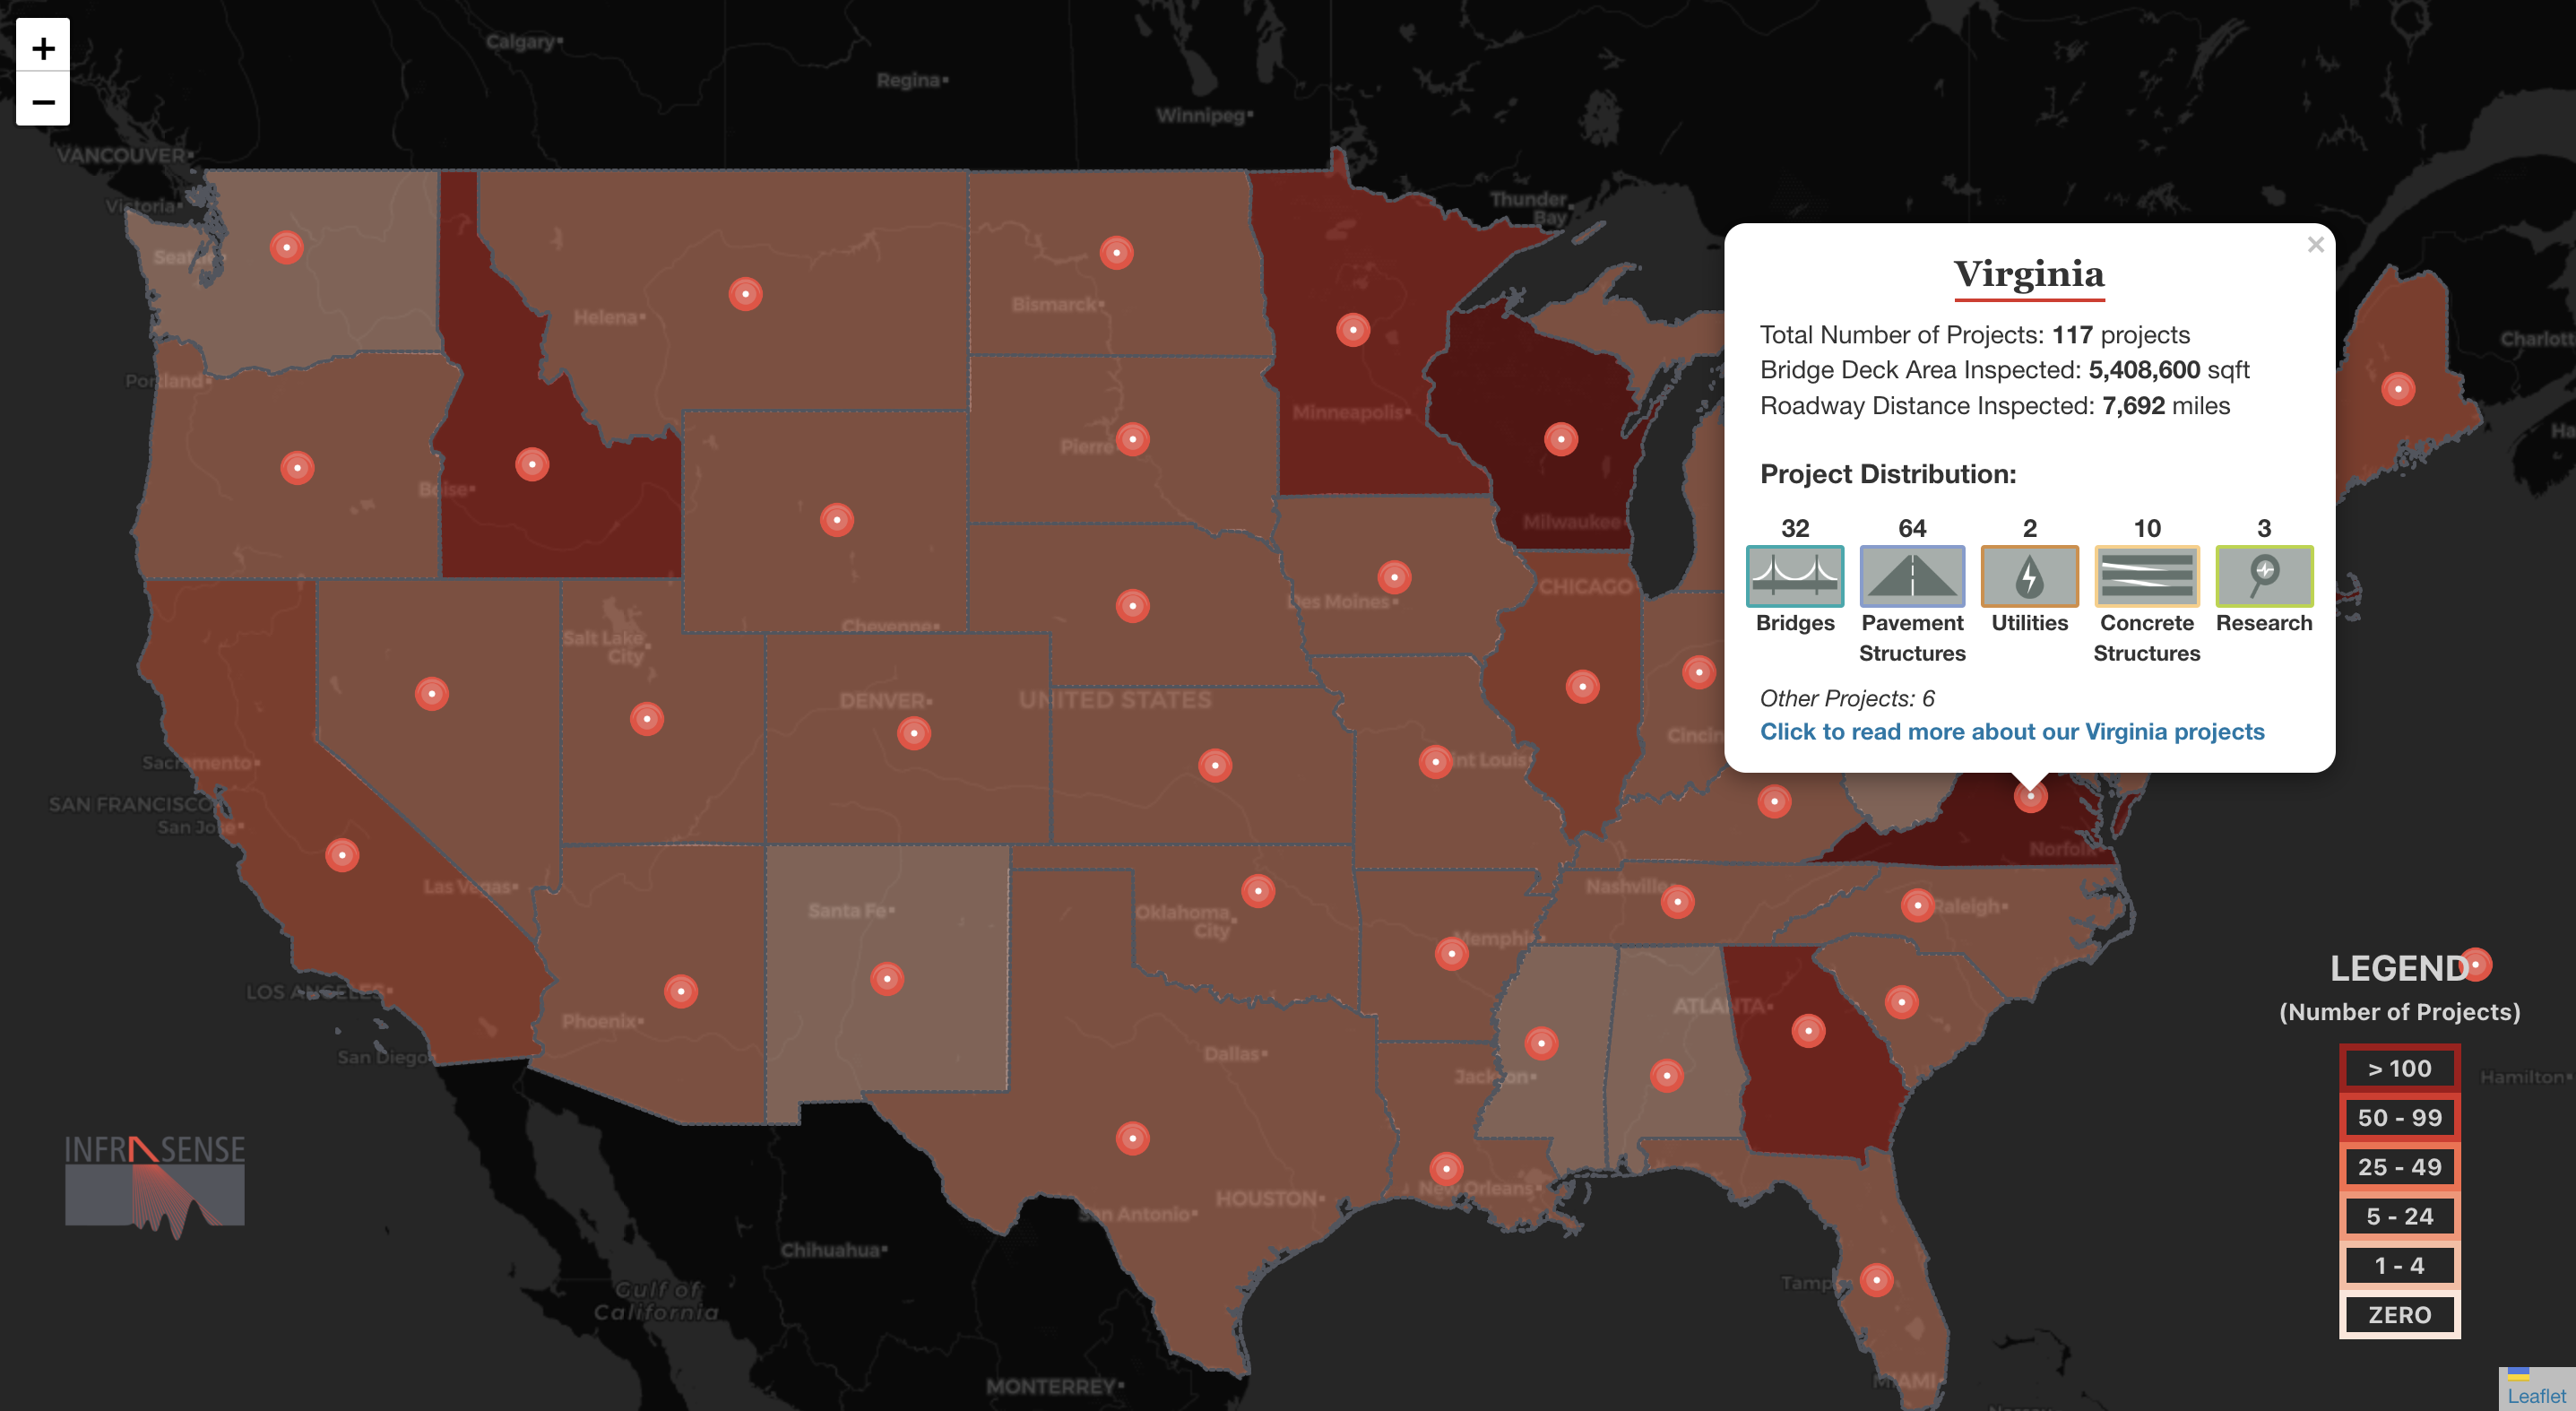 +
−
Calgary
Regina
Winnipeg
VANCOUVER
Victoria
Thunder
Bay
Helena
Bismarck
Portland
Minneapolis
Pierre
Boise
Milwaukee
CHICAGO
Des Moines
Cheyenne
Salt Lake
City
DENVER
UNITED STATES
Sacramento
SAN FRANCISCO
San Jose
Las Vegas
Nashville
Raleigh
Norfolk
Santa Fe
Oklahoma
City
Memphis
LOS ANGELES
Phoenix
ATLANTA
San Diego
Dallas
Jackson
New Orleans
HOUSTON
San Antonio
Chihuahua
Gulf of
California
MONTERREY
MIAMI
Hamilton
×
Virginia
Total Number of Projects: 117 projects
Bridge Deck Area Inspected: 5,408,600 sqft
Roadway Distance Inspected: 7,692 miles
Project Distribution:
32 64 2 10 3
Bridges Pavement Utilities Concrete Research
Structures Structures
Other Projects: 6
Click to read more about our Virginia projects
LEGEND
(Number of Projects)
> 100
50 - 99
25 - 49
5 - 24
1 - 4
ZERO
INFRASENSE
Leaflet